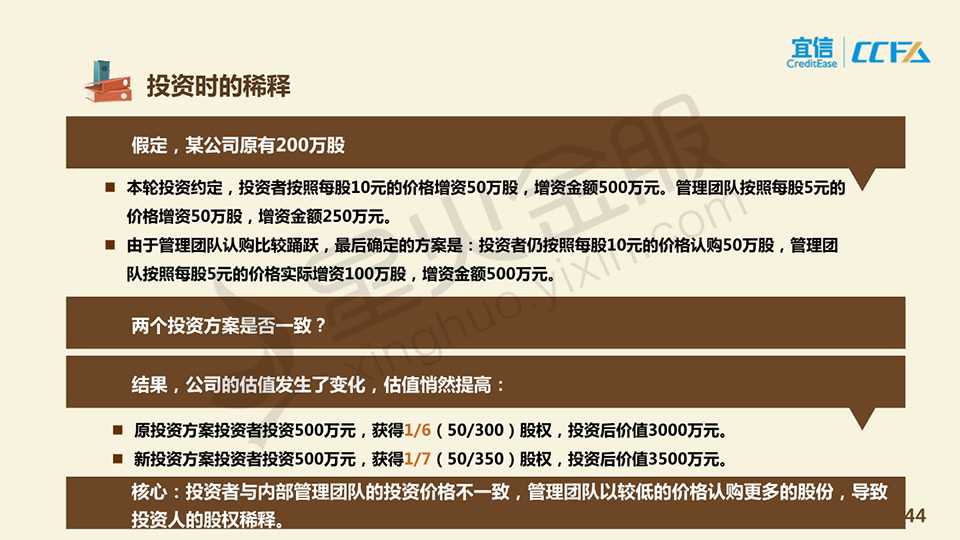 宜信
CreditEase
CCFA
投资时的稀释
假定，某公司原有200万股
■ 本轮投资约定，投资者按照每股10元的价格增资50万股，增资金额500万元。管理团队按照每股5元的
价格增资50万股，增资金额250万元。
■ 由于管理团队认购比较踊跃，最后确定的方案是：投资者仍按照每股10元的价格认购50万股，管理团
队按照每股5元的价格实际增资100万股，增资金额500万元。
两个投资方案是否一致？
结果，公司的估值发生了变化，估值悄然提高：
■ 原投资方案投资者投资500万元，获得1/6（50/300）股权，投资后价值3000万元。
■ 新投资方案投资者投资500万元，获得1/7（50/350）股权，投资后价值3500万元。
核心：投资者与内部管理团队的投资价格不一致，管理团队以较低的价格认购更多的股份，导致
投资人的股权稀释。
44
星火金服
xinghuo.yixin.com